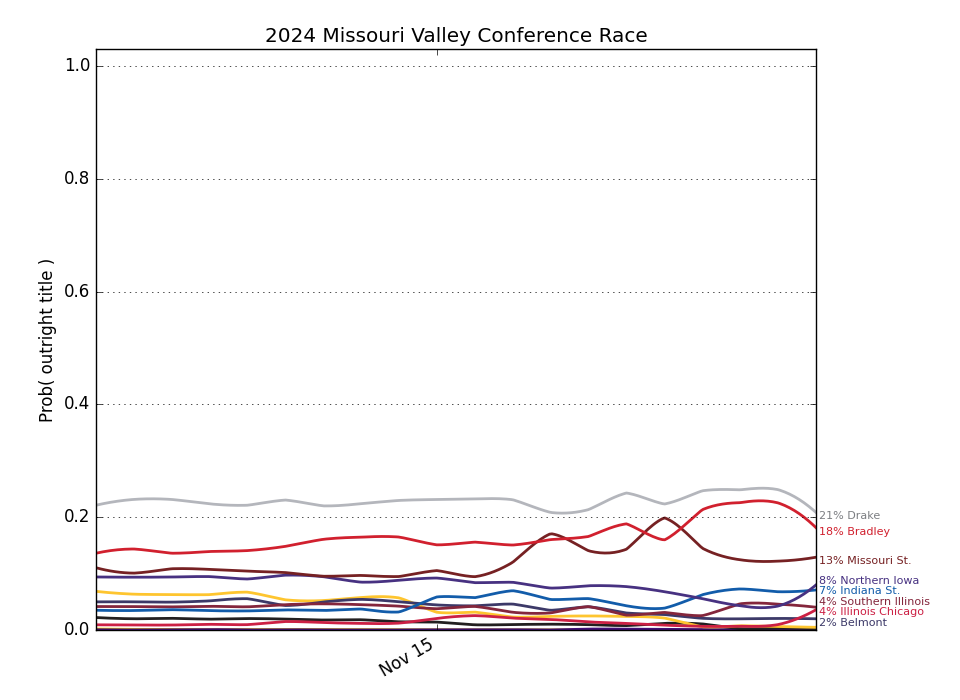 2024 Missouri Valley Conference Race
1.0
0.8
0.6
0.4
0.2
0.0
Prob( outright title )
Nov 15
21% Drake
18% Bradley
13% Missouri St.
8% Northern Iowa
7% Indiana St.
4% Southern Illinois
4% Illinois Chicago
2% Belmont